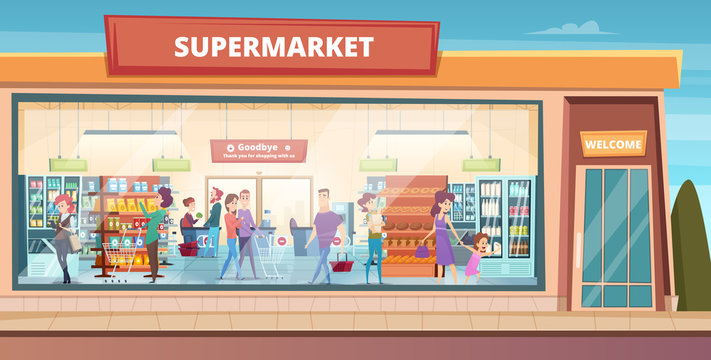 SUPERMARKET
Goodbye
Thank you for shopping with us
WELCOME